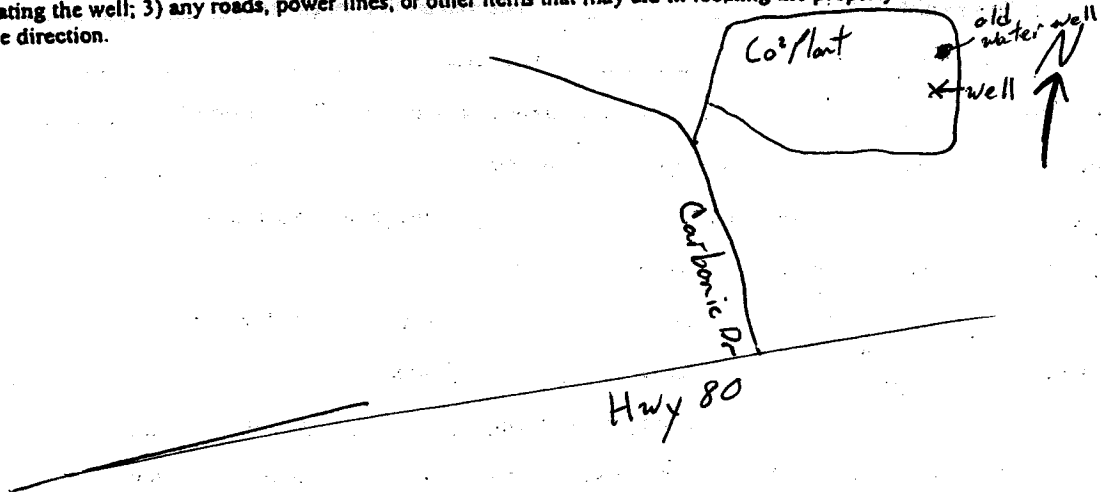 ating the well; 3) any roads, power lines, or other items that may aid in locating the property
e direction.
Co² Plant
old
water well
N
well
Carbonic Dr
Hwy 80